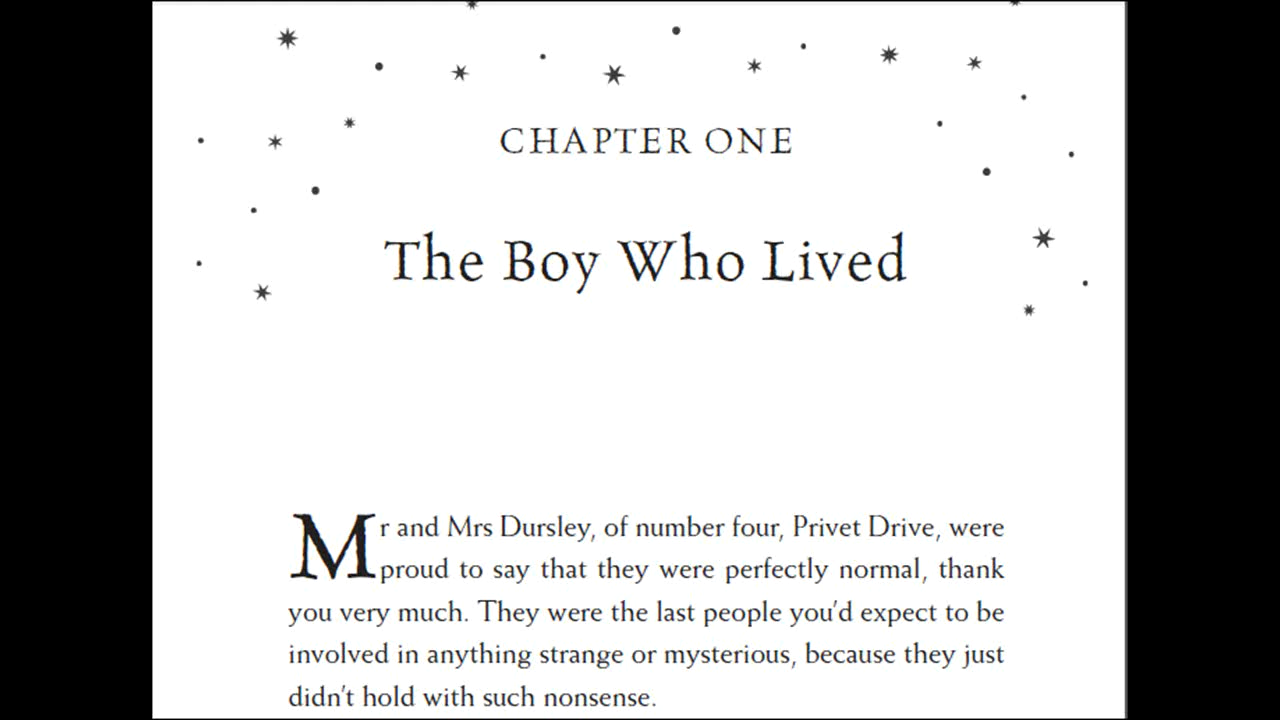 CHAPTER ONE
The Boy Who Lived
Mr and Mrs Dursley, of number four, Privet Drive, were
proud to say that they were perfectly normal, thank
you very much. They were the last people you’d expect to be
involved in anything strange or mysterious, because they just
didn’t hold with such nonsense.